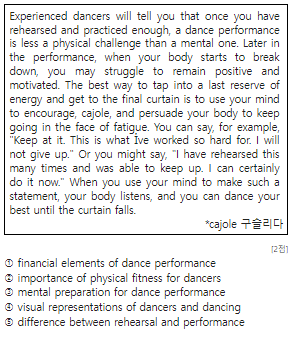 Experienced dancers will tell you that once you have
rehearsed and practiced enough, a dance performance
is less a physical challenge than a mental one. Later in
the performance, when your body starts to break
down, you may struggle to remain positive and
motivated. The best way to tap into a last reserve of
energy and get to the final curtain is to use your mind
to encourage, cajole, and persuade your body to keep
going in the face of fatigue. You can say, for example,
"Keep at it. This is what Ive worked so hard for. I will
not give up." Or you might say, "I have rehearsed this
many times and was able to keep up. I can certainly
do it now." When you use your mind to make such a
statement, your body listens, and you can dance your
best until the curtain falls.
*cajole 구슬리다
[2점]
① financial elements of dance performance
② importance of physical fitness for dancers
③ mental preparation for dance performance
④ visual representations of dancers and dancing
⑤ difference between rehearsal and performance